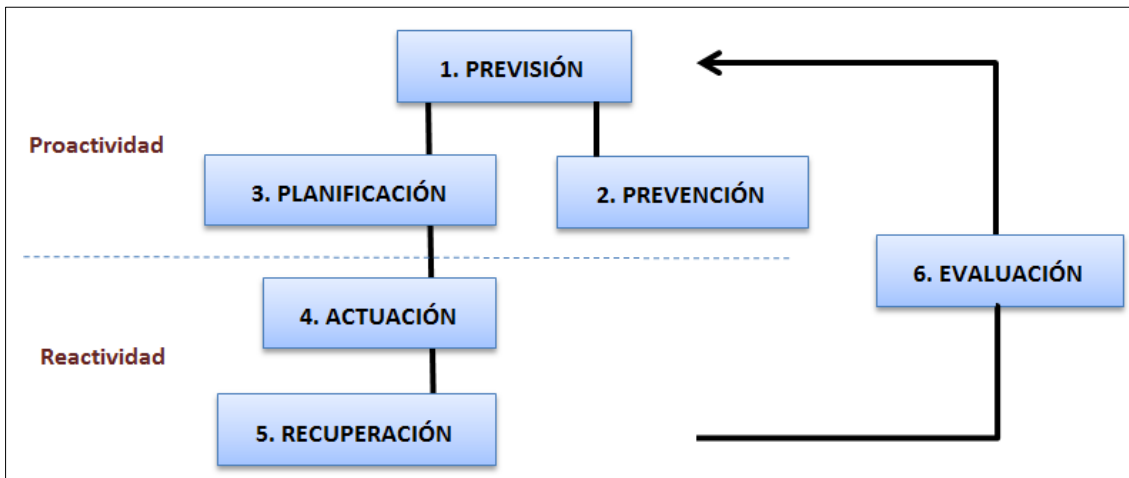 1. PREVISIÓN
Proactividad
3. PLANIFICACIÓN
2. PREVENCIÓN
6. EVALUACIÓN
4. ACTUACIÓN
Reactividad
5. RECUPERACIÓN